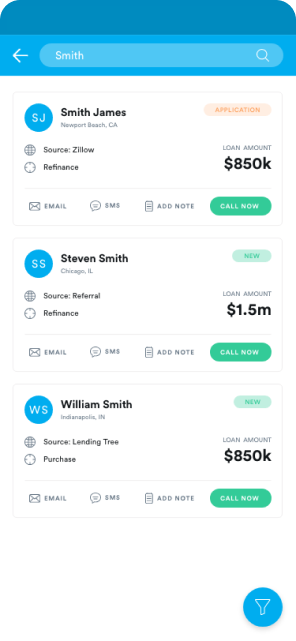 Smith
SJ
Smith James
Newport Beach, CA
APPLICATION
Source: Zillow
Refinance
LOAN AMOUNT
$850k
EMAIL
SMS
ADD NOTE
CALL NOW
SS
Steven Smith
Chicago, IL
NEW
Source: Referral
Refinance
LOAN AMOUNT
$1.5m
EMAIL
SMS
ADD NOTE
CALL NOW
WS
William Smith
Indianapolis, IN
NEW
Source: Lending Tree
Purchase
LOAN AMOUNT
$850k
EMAIL
SMS
ADD NOTE
CALL NOW